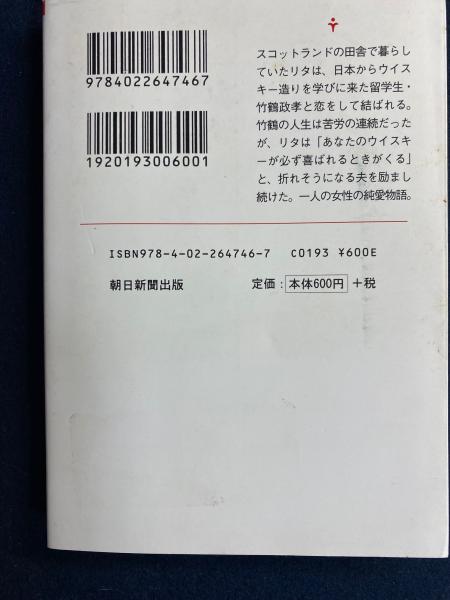 9784022647467
1920193006001
スコットランドの田舎で暮らし
ていたリタは、日本からウイス
キー造りを学びに来た留学生・
竹鶴政孝と恋をして結ばれる。
竹鶴の人生は苦労の連続だった
が、リタは「あなたのウイスキ
ーが必ず喜ばれるときがくる」
と、折れそうになる夫を励まし
続けた。一人の女性の純愛物語。
ISBN978-4-02-264746-7 C0193 ¥600E
朝日新聞出版 定価：本体600円 +税